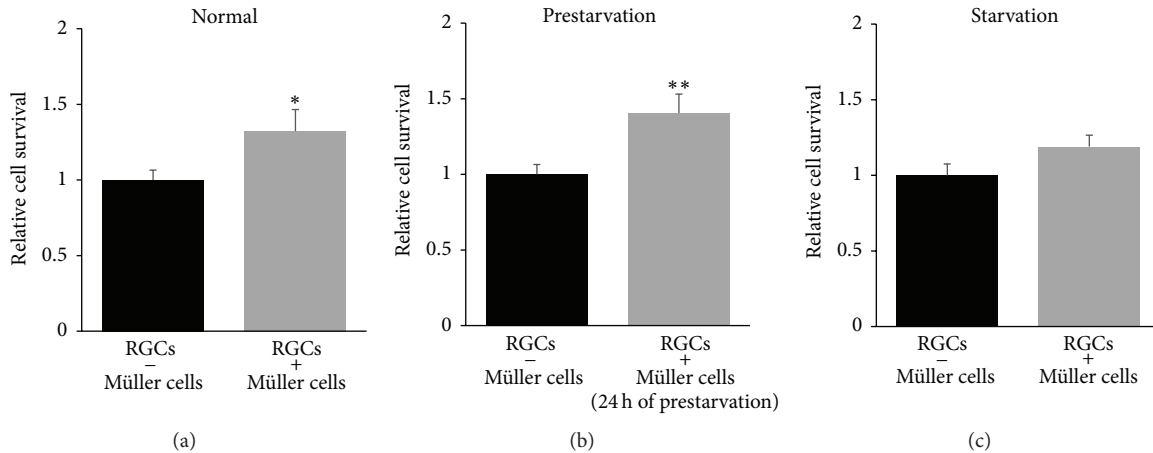 Normal
Relative cell survival
2
1.5
1
0.5
0
*
RGCs
−
Müller cells
RGCs
+
Müller cells
(a)
Prestarvation
Relative cell survival
2
1.5
1
0.5
0
**
RGCs
−
Müller cells
RGCs
+
Müller cells
(24 h of prestarvation)
(b)
Starvation
Relative cell survival
2
1.5
1
0.5
0
RGCs
−
Müller cells
RGCs
+
Müller cells
(c)